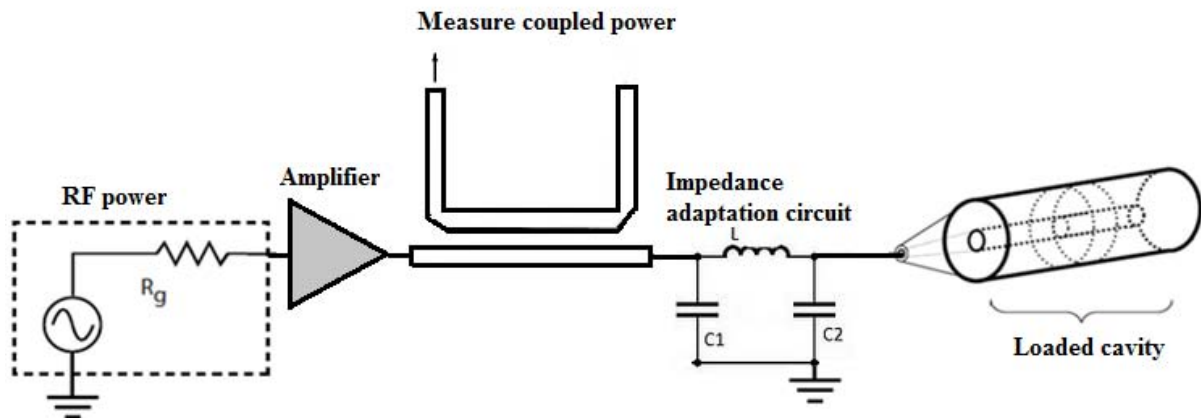 Measure coupled power
RF power
Amplifier
Impedance
adaptation circuit
Rg
L
C1
C2
Loaded cavity